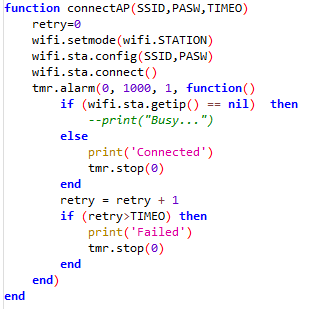 function connectAP(SSID,PASW,TIMEO)
    retry=0
    wifi.setmode(wifi.STATION)
    wifi.sta.config(SSID,PASW)
    wifi.sta.connect()
    tmr.alarm(0, 1000, 1, function()
        if (wifi.sta.getip() == nil)  then
            --print("Busy...")
        else
            print('Connected')
            tmr.stop(0)
        end
        retry = retry + 1
        if (retry>TIMEO) then
            print('Failed')
            tmr.stop(0)
        end
    end)
end